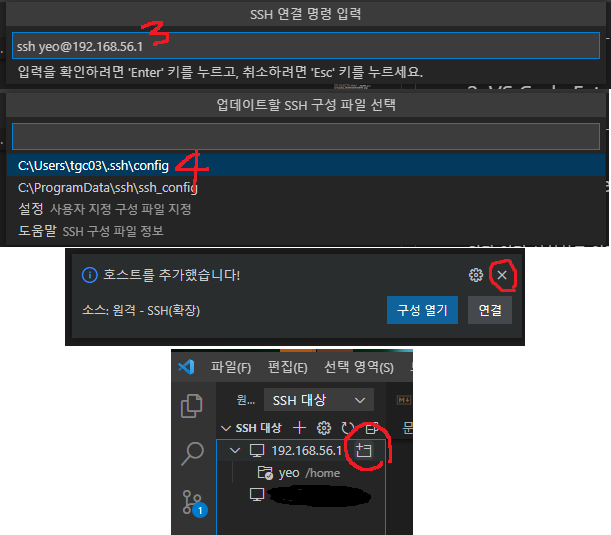 SSH 연결 명령 입력
3
ssh yeo@192.168.56.1
입력을 확인하려면 'Enter' 키를 누르고, 취소하려면 'Esc' 키를 누르세요.
업데이트할 SSH 구성 파일 선택
C:\Users\tgc03\.ssh\config
4
C:\ProgramData\ssh\ssh_config
설정 사용자 지정 구성 파일 지정
도움말 SSH 구성 파일 정보
호스트를 추가했습니다!
소스: 원격 - SSH(확장)
구성 열기
연결
파일(F) 편집(E) 선택 영역(S)
원... SSH 대상
SSH 대상
192.168.56.1
yeo /home
1